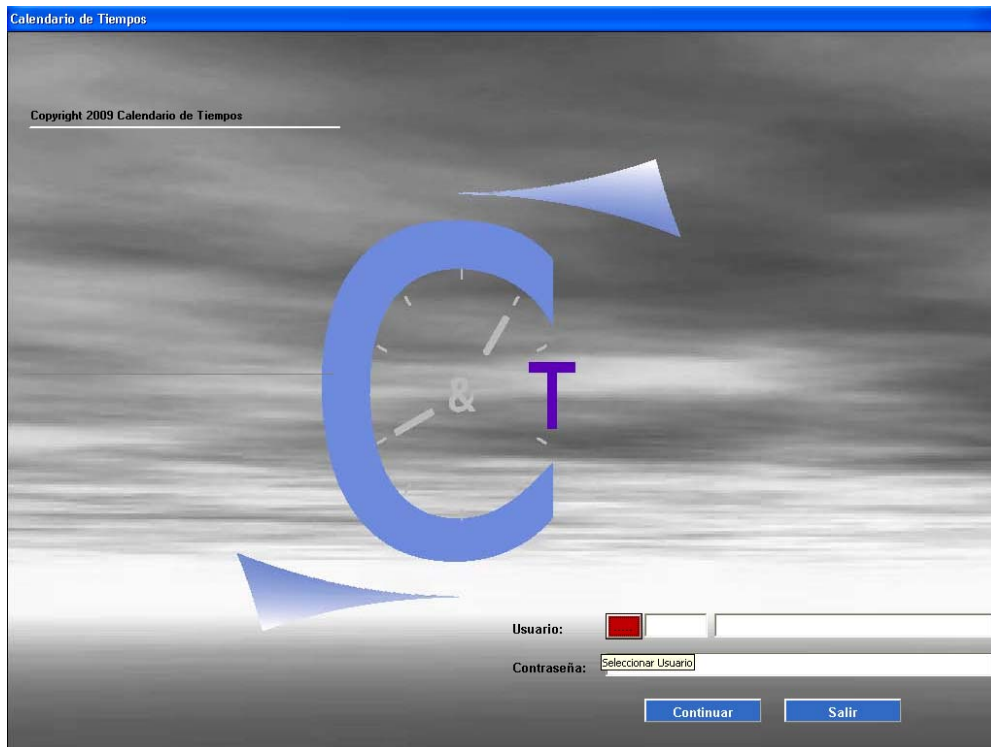 Calendario de Tiempos
Copyright 2009 Calendario de Tiempos
C & T
Usuario:
Contraseña:
Seleccionar Usuario
Continuar
Salir